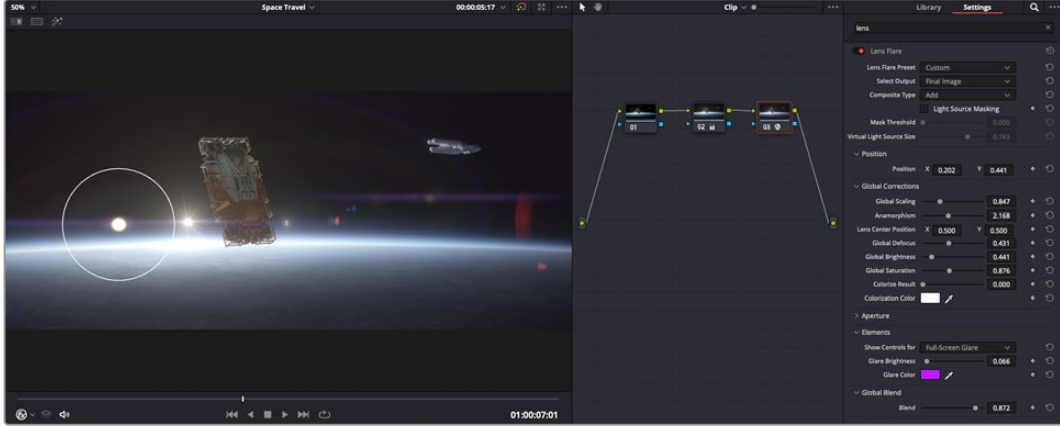 50%
Space Travel
00:00:05:17
Clip
Library
Settings
lens
Lens Flare
Lens Flare Preset Custom
Select Output Final Image
Composite Type Add
Light Source Masking
Mask Threshold 0.000
Virtual Light Source Size 0.743
Position
Position X 0.202 Y 0.441
Global Corrections
Global Scaling 0.847
Anamorphism 2.168
Lens Center Position X 0.500 Y 0.500
Global Defocus 0.431
Global Brightness 0.441
Global Saturation 0.876
Colorize Result 0.000
Colorization Color
Aperture
Elements
Show Controls for Full-Screen Glare
Glare Brightness 0.066
Glare Color
Global Blend
Blend 0.872
01
02
03
fx
01:00:07:01